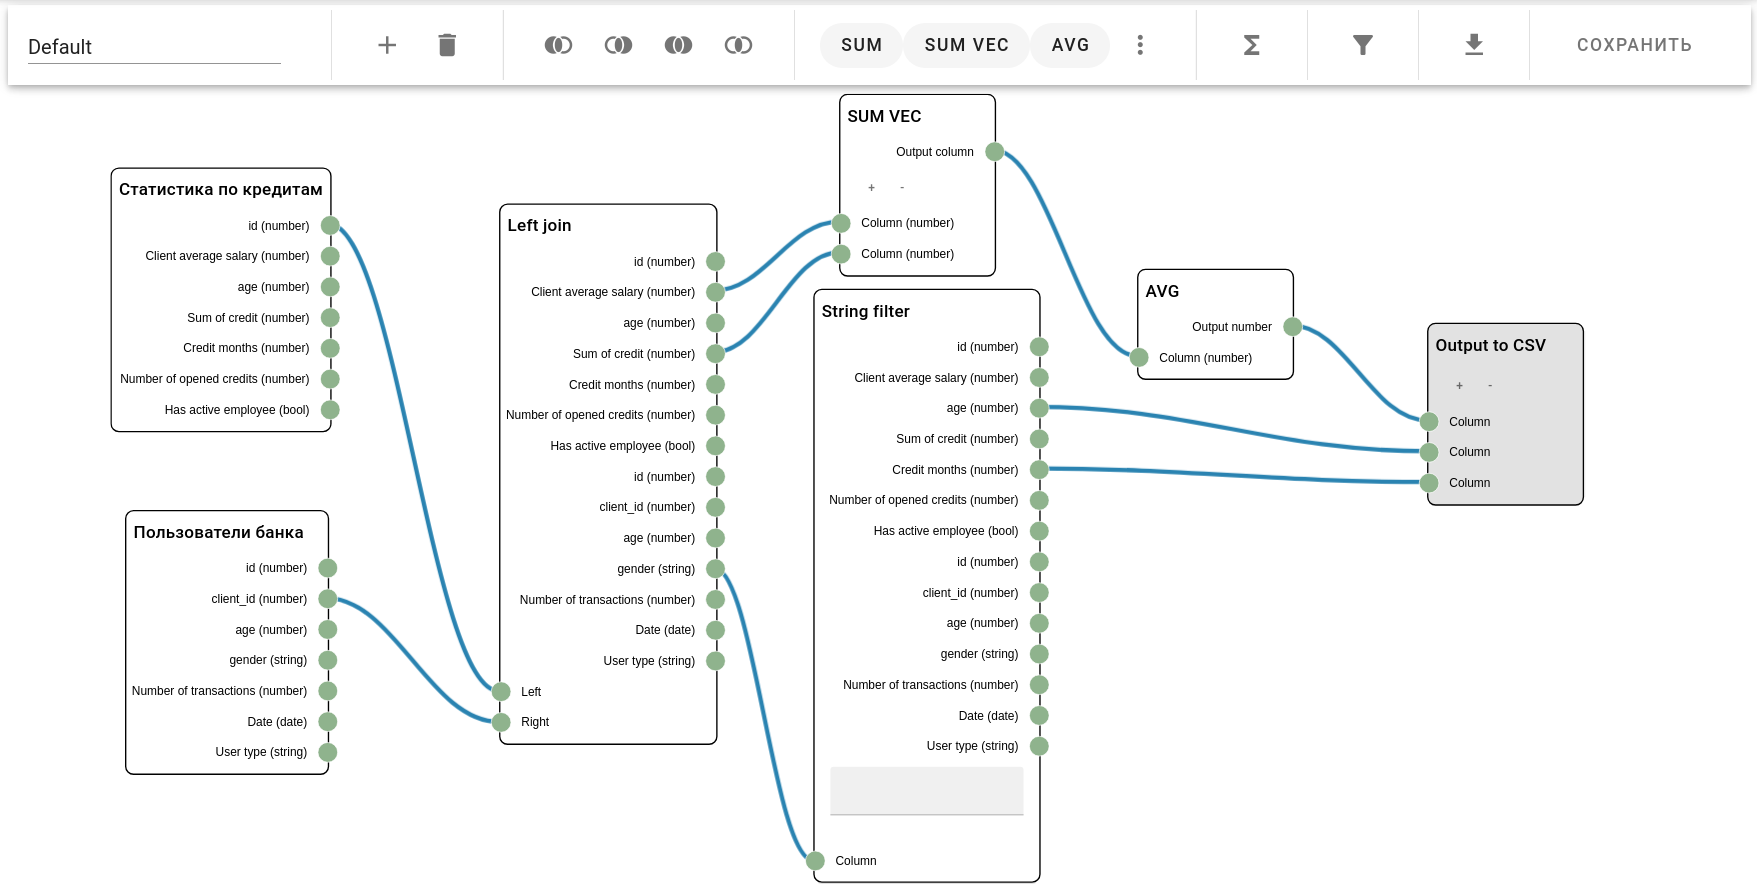 Default
SUM
SUM VEC
AVG
СОХРАНИТЬ
Статистика по кредитам
id (number)
Client average salary (number)
age (number)
Sum of credit (number)
Credit months (number)
Number of opened credits (number)
Has active employee (bool)
Пользователи банка
id (number)
client_id (number)
age (number)
gender (string)
Number of transactions (number)
Date (date)
User type (string)
Left join
id (number)
Client average salary (number)
age (number)
Sum of credit (number)
Credit months (number)
Number of opened credits (number)
Has active employee (bool)
id (number)
client_id (number)
age (number)
gender (string)
Number of transactions (number)
Date (date)
User type (string)
Left
Right
SUM VEC
Output column
+ -
Column (number)
Column (number)
String filter
id (number)
Client average salary (number)
age (number)
Sum of credit (number)
Credit months (number)
Number of opened credits (number)
Has active employee (bool)
id (number)
client_id (number)
age (number)
gender (string)
Number of transactions (number)
Date (date)
User type (string)
Column
AVG
Output number
Column (number)
Output to CSV
+ -
Column
Column
Column